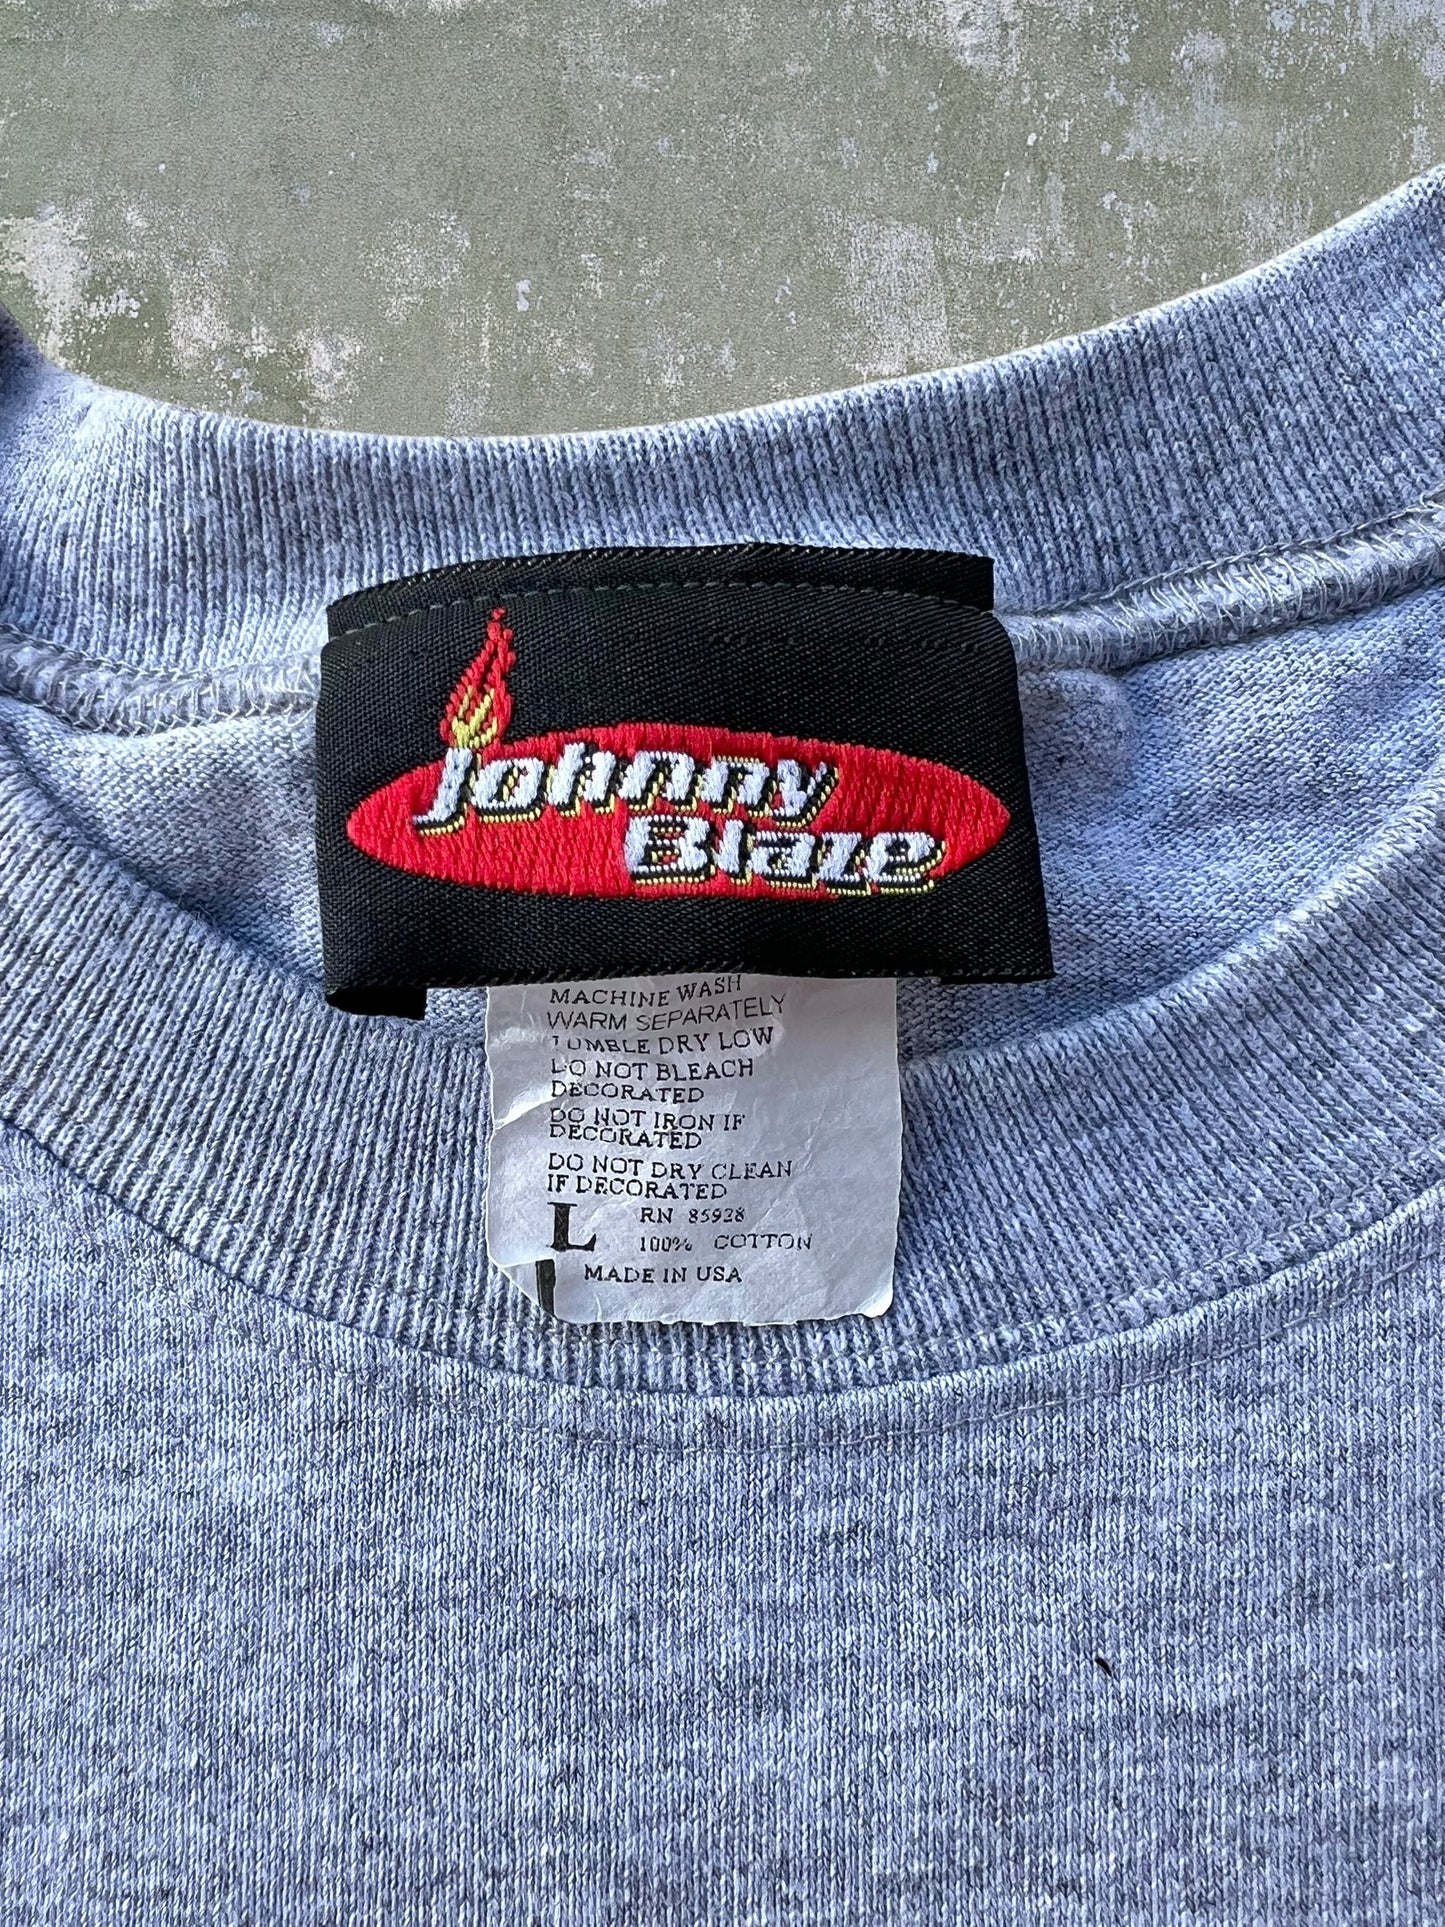 Johnny
Blaze
MACHINE WASH
WARM SEPARATELY
TUMBLE DRY LOW
DO NOT BLEACH
DECORATED
DO NOT IRON IF
DECORATED
DO NOT DRY CLEAN
IF DECORATED
L RN 85928
100% COTTON
MADE IN USA